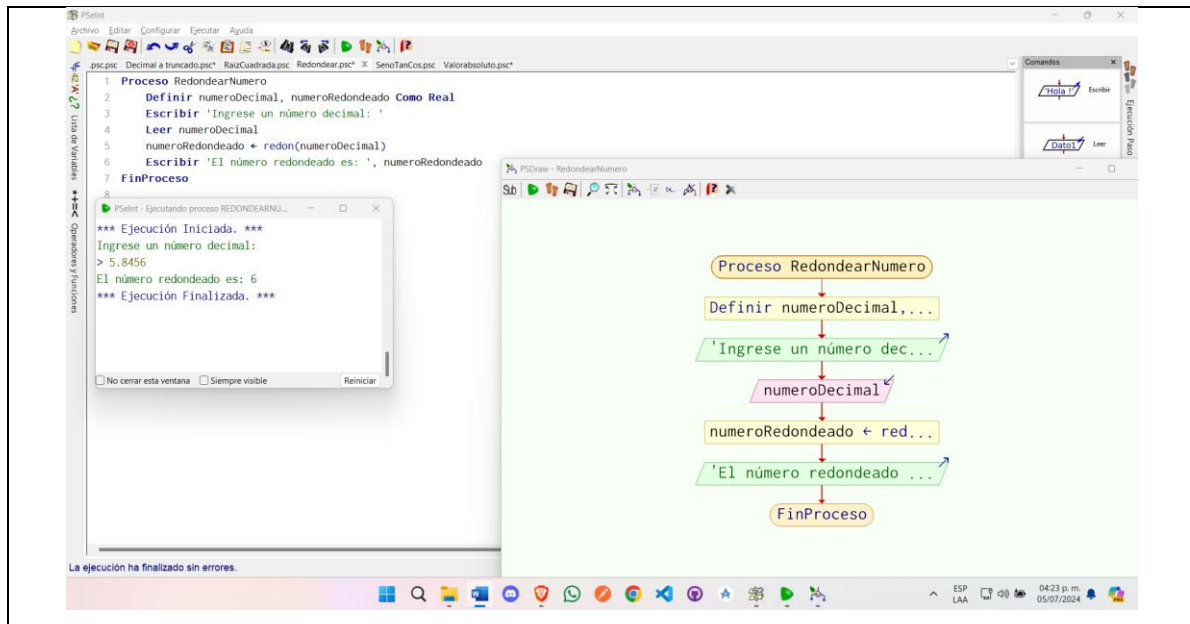 PSeInt
Archivo Editar Configurar Ejecutar Ayuda
.psc.psc Decimal a truncado.psc* RaizCuadrada.psc Redondear.psc* X SenoTanCos.psc Valorabsoluto.psc*
Lista de Variables
*+=< Operadores y Funciones
1 Proceso RedondearNumero
2 Definir numeroDecimal, numeroRedondeado Como Real
3 Escribir 'Ingrese un número decimal: '
4 Leer numeroDecimal
5 numeroRedondeado ← redon(numeroDecimal)
6 Escribir 'El número redondeado es: ', numeroRedondeado
7 FinProceso
8
Comandos x
'Hola !' Escribir
Dato1 Leer
Ejecución Paso
PSeInt - Ejecutando proceso REDONDEARNU...
*** Ejecución Iniciada. ***
Ingrese un número decimal:
> 5.8456
El número redondeado es: 6
*** Ejecución Finalizada. ***
No cerrar esta ventana Siempre visible Reiniciar
PSDraw - RedondearNumero
Sub
Proceso RedondearNumero
Definir numeroDecimal,...
'Ingrese un número dec...
numeroDecimal
numeroRedondeado ← red...
'El número redondeado ...
FinProceso
La ejecución ha finalizado sin errores.
ESP
LAA
04:23 p. m.
05/07/2024